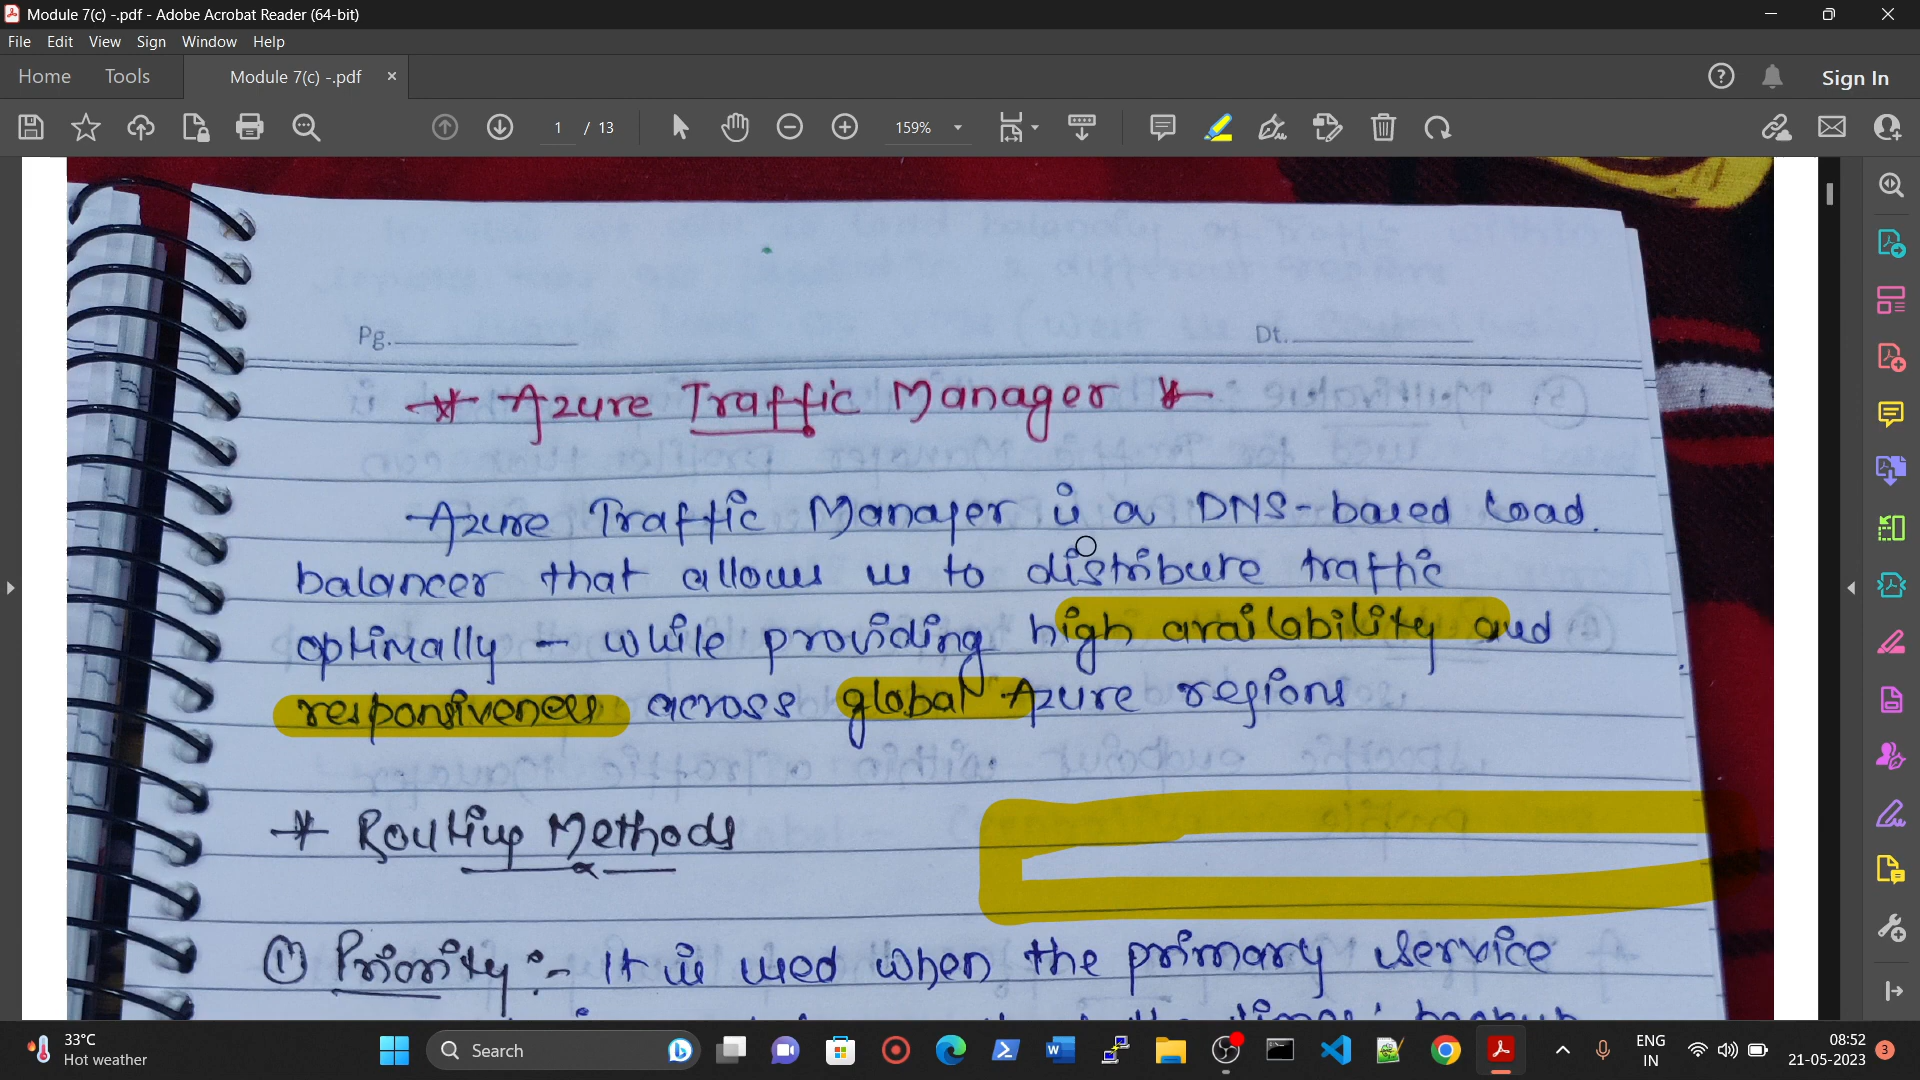 Module 7(c) -.pdf - Adobe Acrobat Reader (64-bit)
File Edit View Sign Window Help
Home Tools Module 7(c) -.pdf × Sign In
1 / 13 159%
Pg. Dt.
* Azure Traffic Manager *
Azure Traffic Manager is a DNS-based load
balancer that allows us to distribute traffic
optimally - while providing high availability and
responsiveness across global Azure regions
* Routing Methods
① Priority :- It is used when the primary service
backup
33°C
Hot weather
Search
ENG
IN
08:52
21-05-2023
3